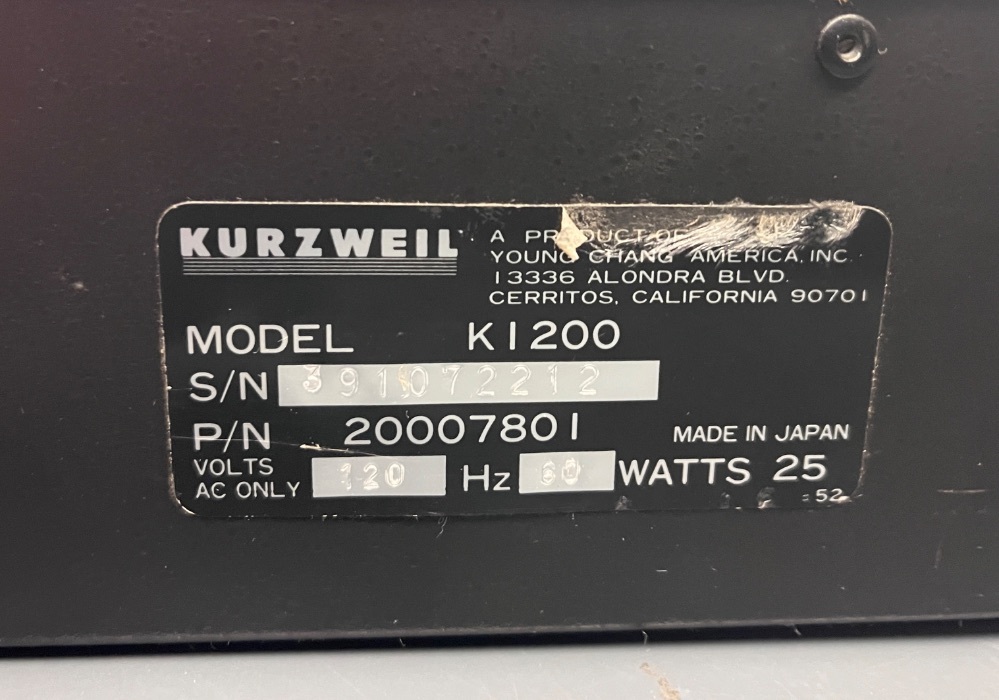 KURZWEIL
A PRODUCT OF
YOUNG CHANG AMERICA, INC.
13336 ALONDRA BLVD.
CERRITOS, CALIFORNIA 90701
MODEL K1200
S/N 391072212
P/N 20007801
MADE IN JAPAN
VOLTS
AC ONLY 120 Hz 60 WATTS 25
52